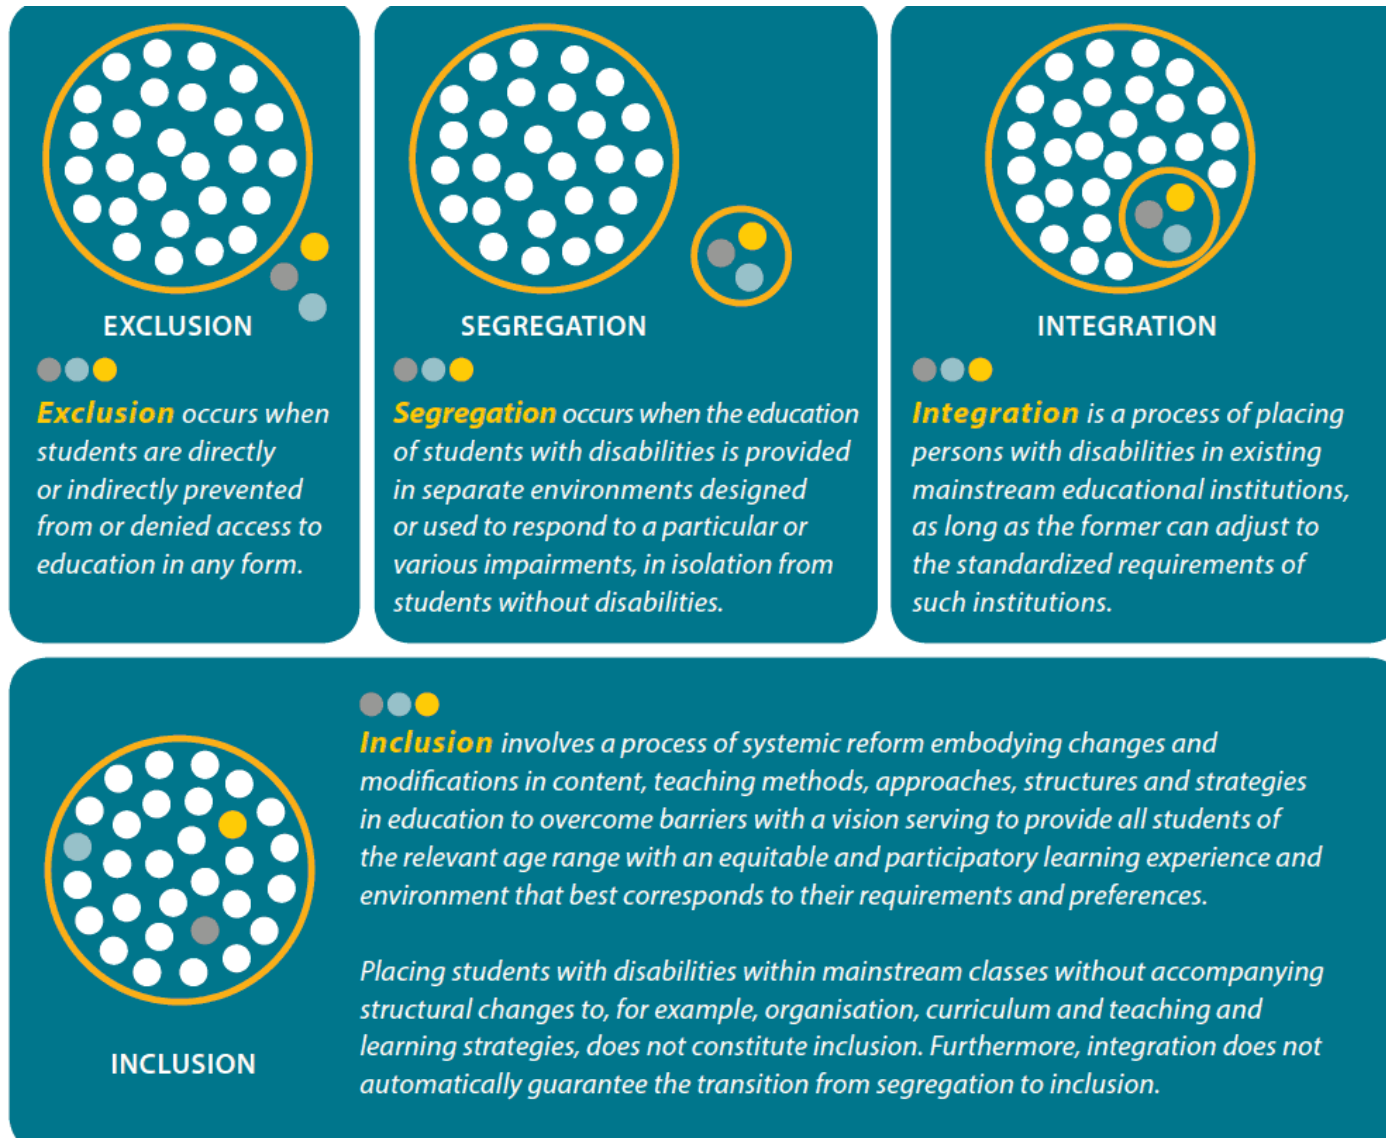 EXCLUSION
Exclusion occurs when
students are directly
or indirectly prevented
from or denied access to
education in any form.
SEGREGATION
Segregation occurs when the education
of students with disabilities is provided
in separate environments designed
or used to respond to a particular or
various impairments, in isolation from
students without disabilities.
INTEGRATION
Integration is a process of placing
persons with disabilities in existing
mainstream educational institutions,
as long as the former can adjust to
the standardized requirements of
such institutions.
INCLUSION
Inclusion involves a process of systemic reform embodying changes and
modifications in content, teaching methods, approaches, structures and strategies
in education to overcome barriers with a vision serving to provide all students of
the relevant age range with an equitable and participatory learning experience and
environment that best corresponds to their requirements and preferences.
Placing students with disabilities within mainstream classes without accompanying
structural changes to, for example, organisation, curriculum and teaching and
learning strategies, does not constitute inclusion. Furthermore, integration does not
automatically guarantee the transition from segregation to inclusion.